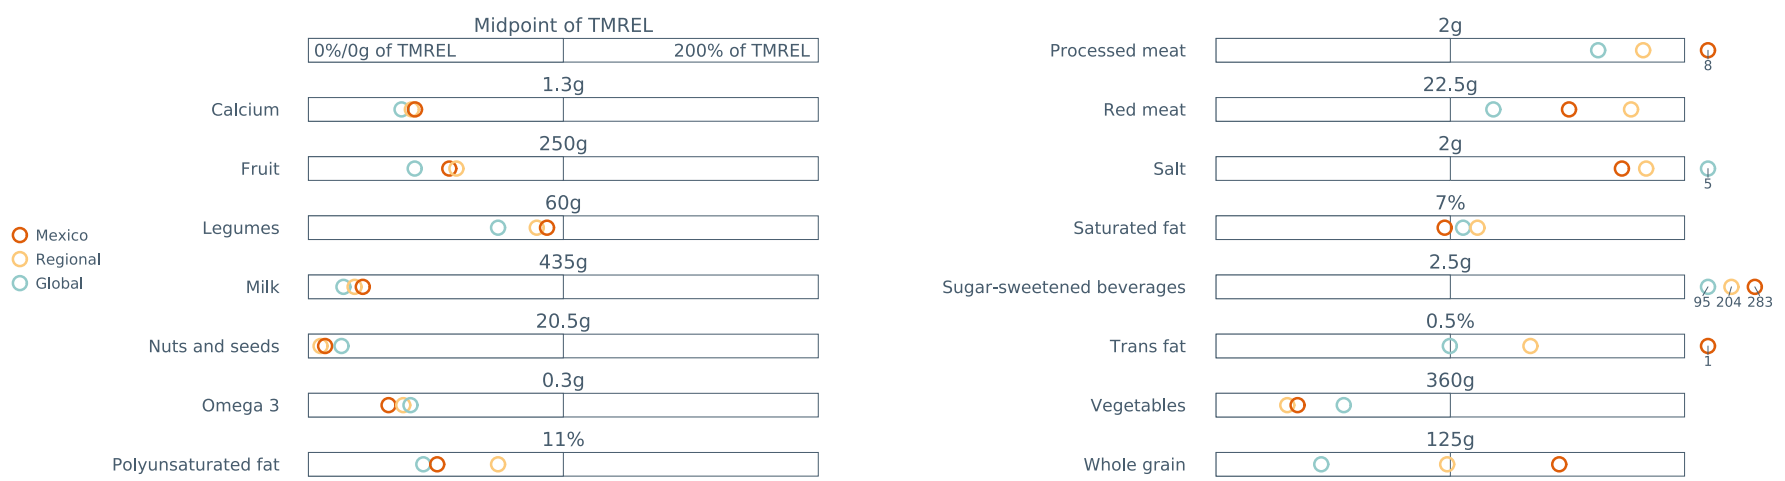 Midpoint of TMREL
0%/0g of TMREL 200% of TMREL
1.3g
Calcium
250g
Fruit
60g
Legumes
435g
Milk
20.5g
Nuts and seeds
0.3g
Omega 3
11%
Polyunsaturated fat
Mexico
Regional
Global
2g
Processed meat
8
22.5g
Red meat
2g
Salt
5
7%
Saturated fat
2.5g
Sugar-sweetened beverages
95 204 283
0.5%
Trans fat
1
360g
Vegetables
125g
Whole grain